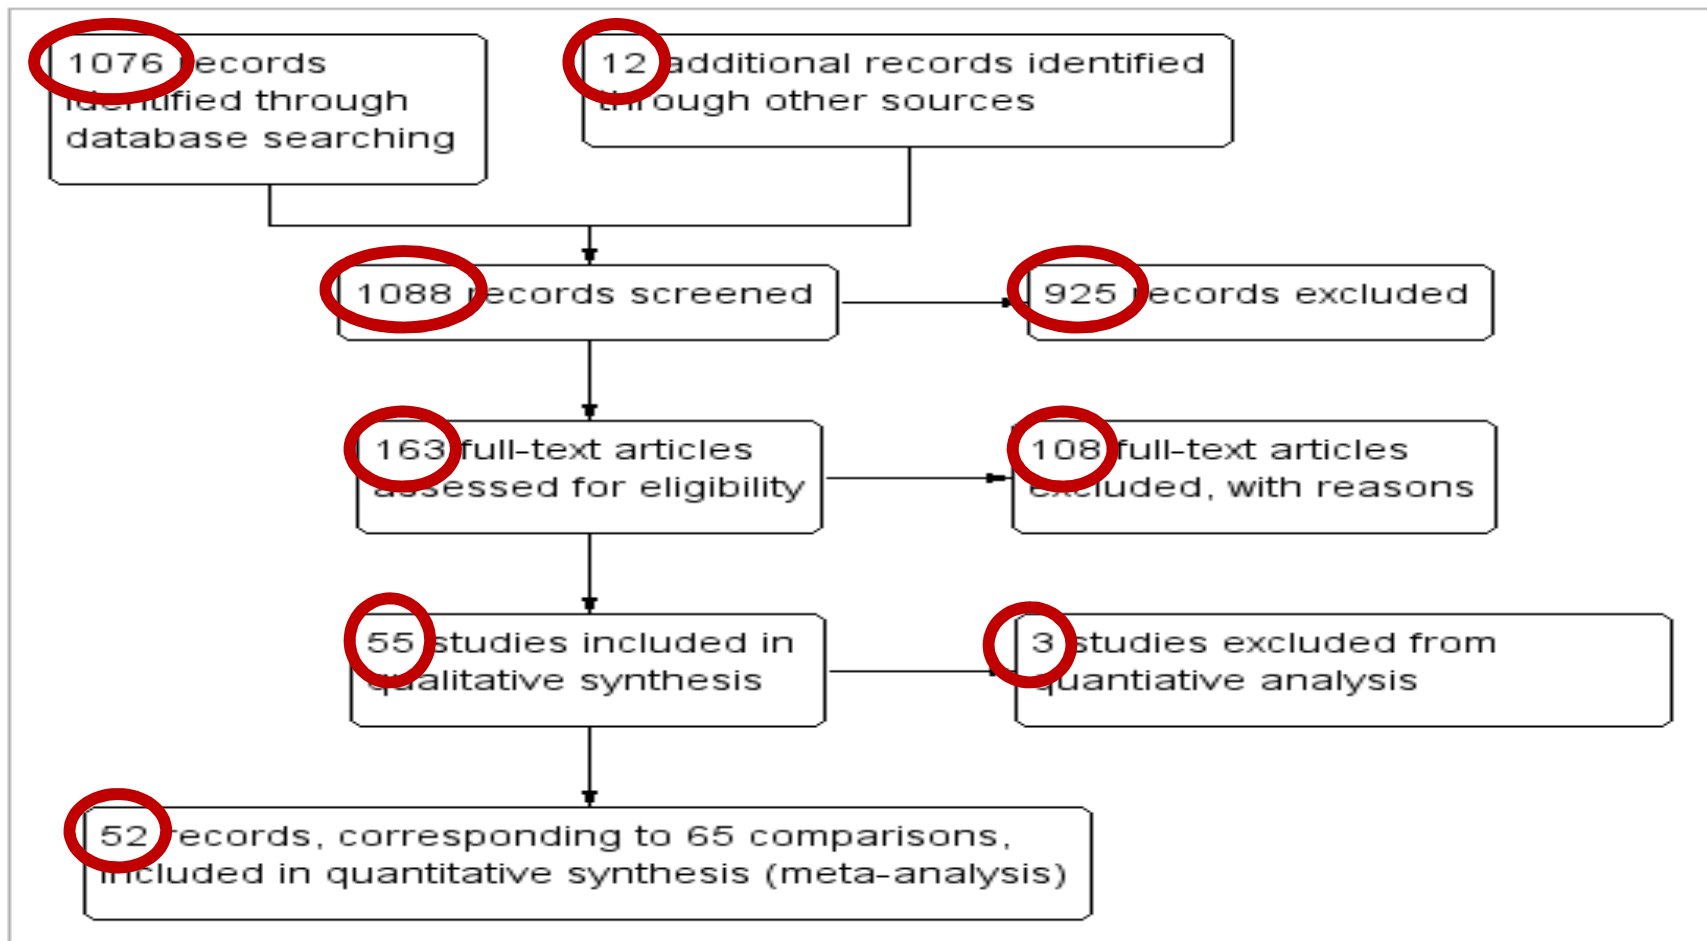 1076 records
identified through
database searching
12 additional records identified
through other sources
1088 records screened
925 records excluded
163 full-text articles
assessed for eligibility
108 full-text articles
excluded, with reasons
55 studies included in
qualitative synthesis
3 studies excluded from
quantiative analysis
52 records, corresponding to 65 comparisons,
included in quantitative synthesis (meta-analysis)